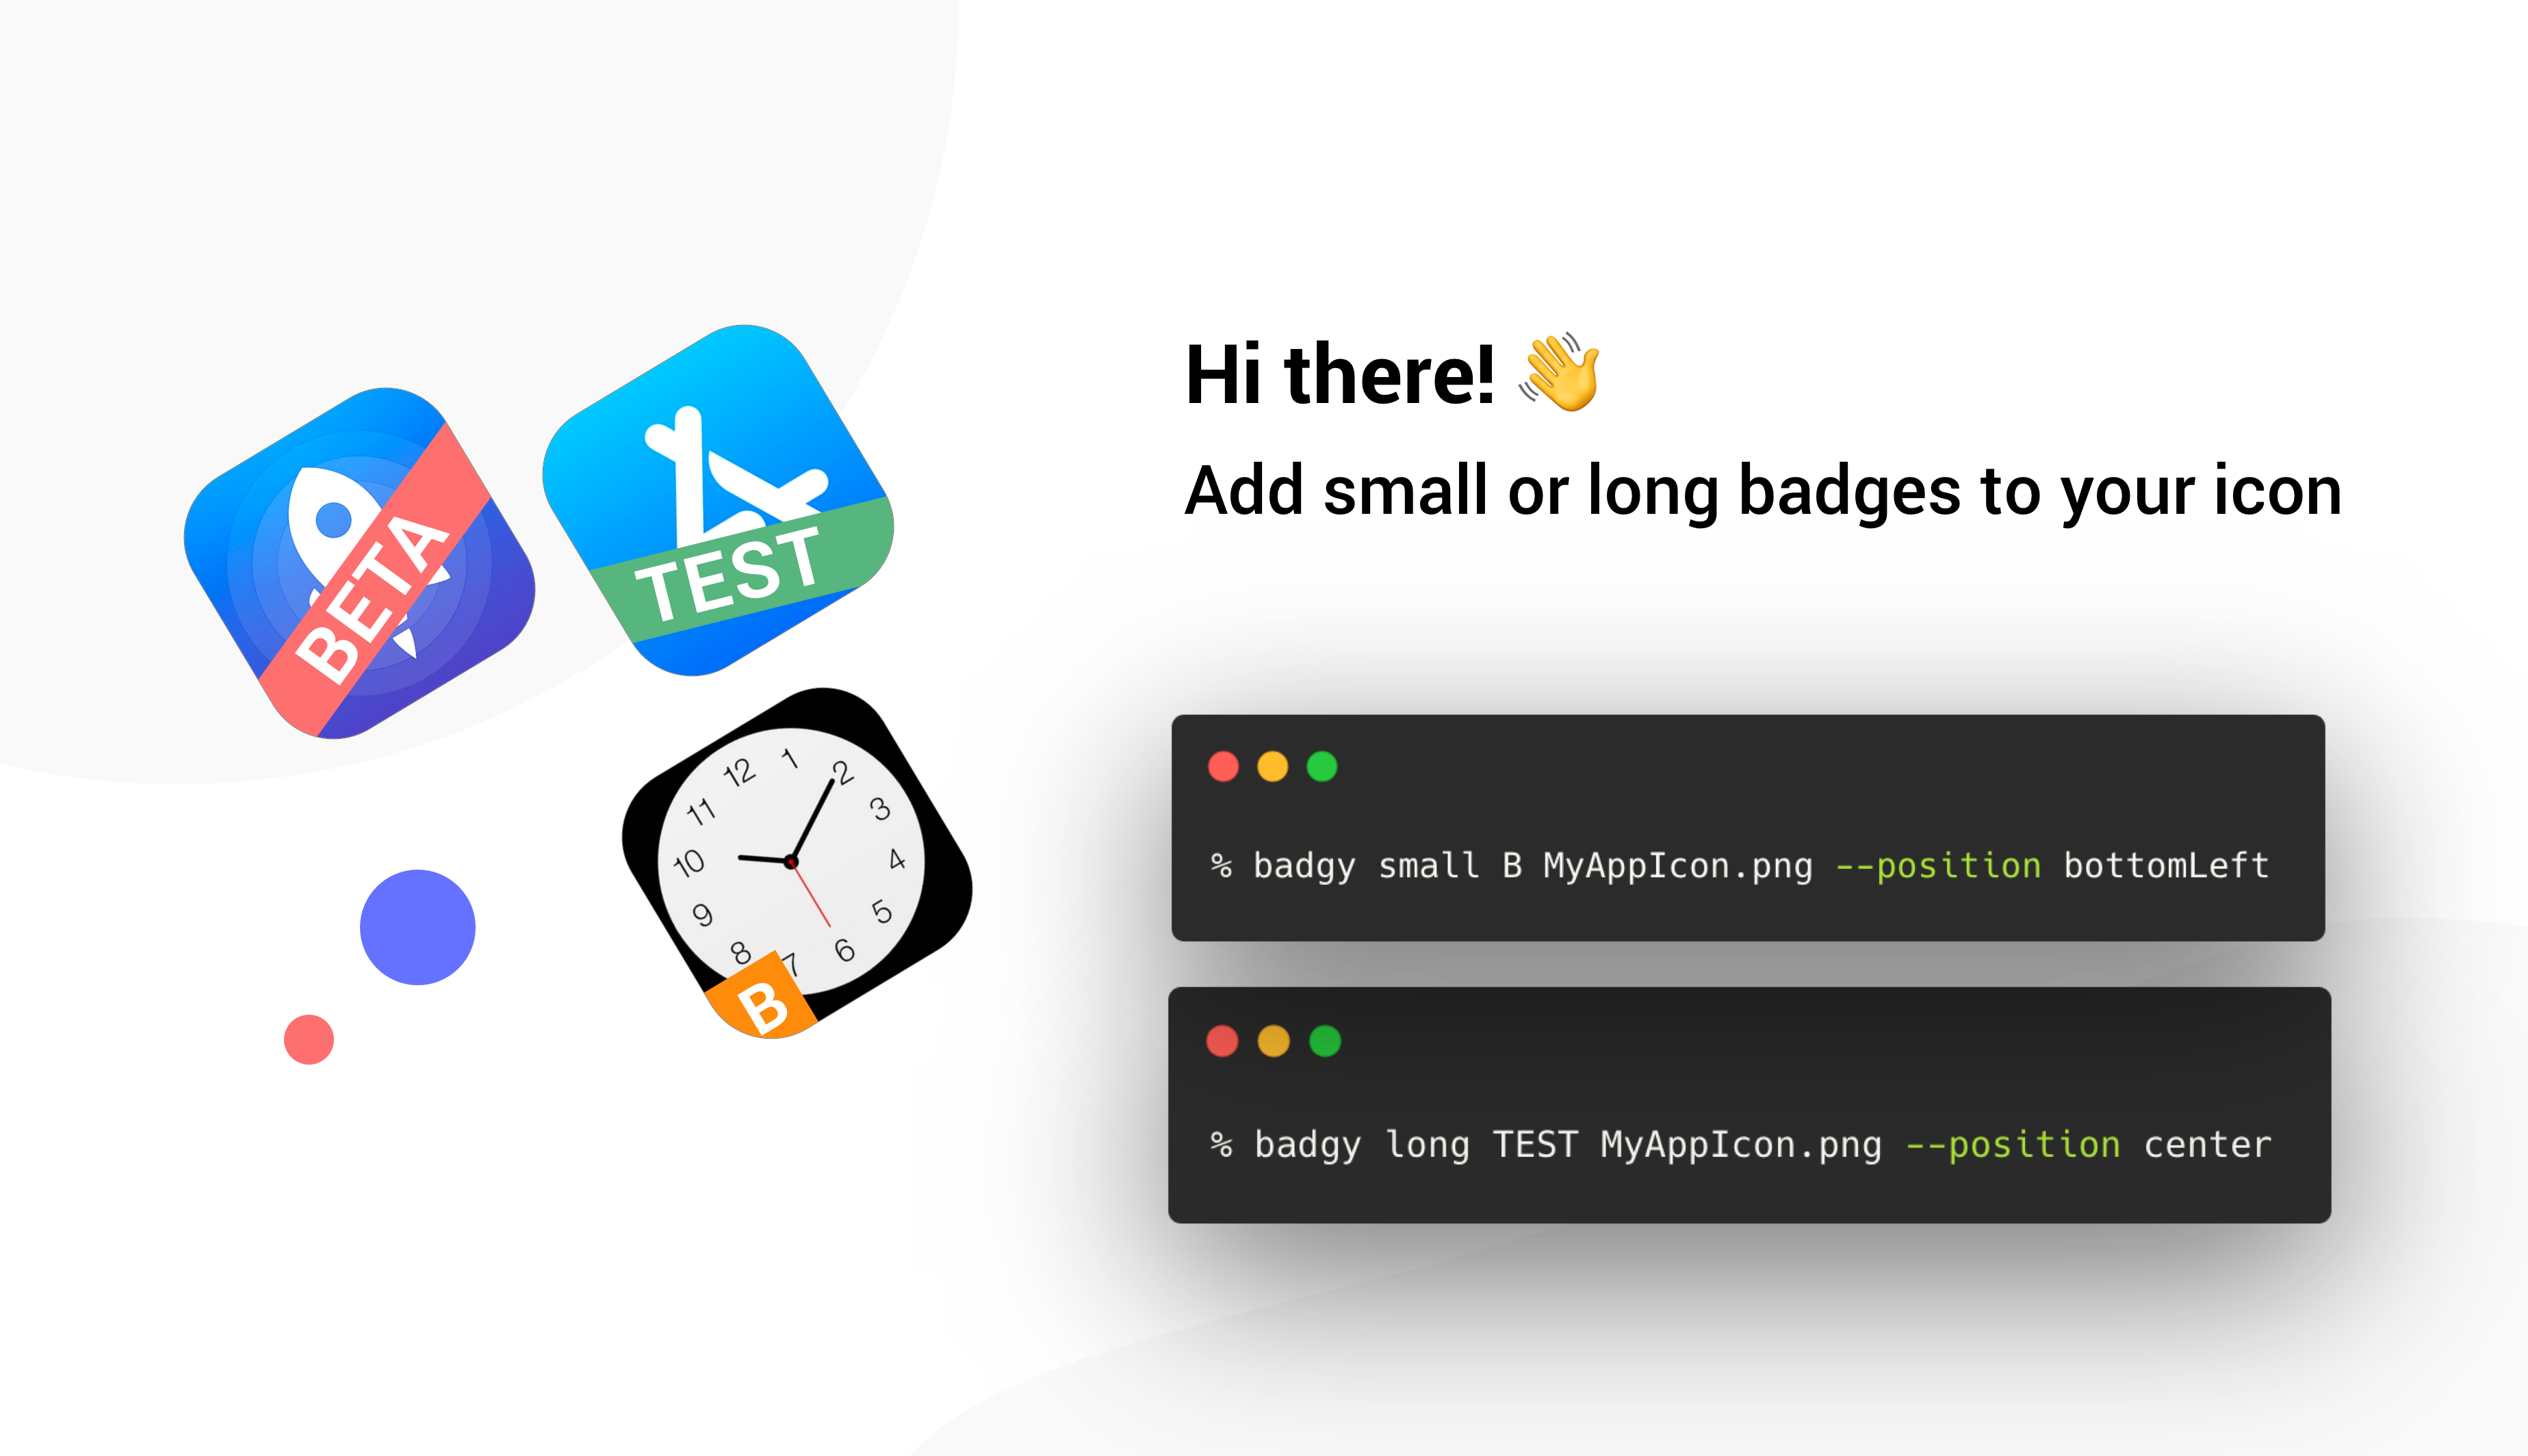 Hi there! 👋
Add small or long badges to your icon
BETA
TEST
12
1
2
3
4
5
6
7
8
9
10
11
B
% badgy small B MyAppIcon.png --position bottomLeft
% badgy long TEST MyAppIcon.png --position center